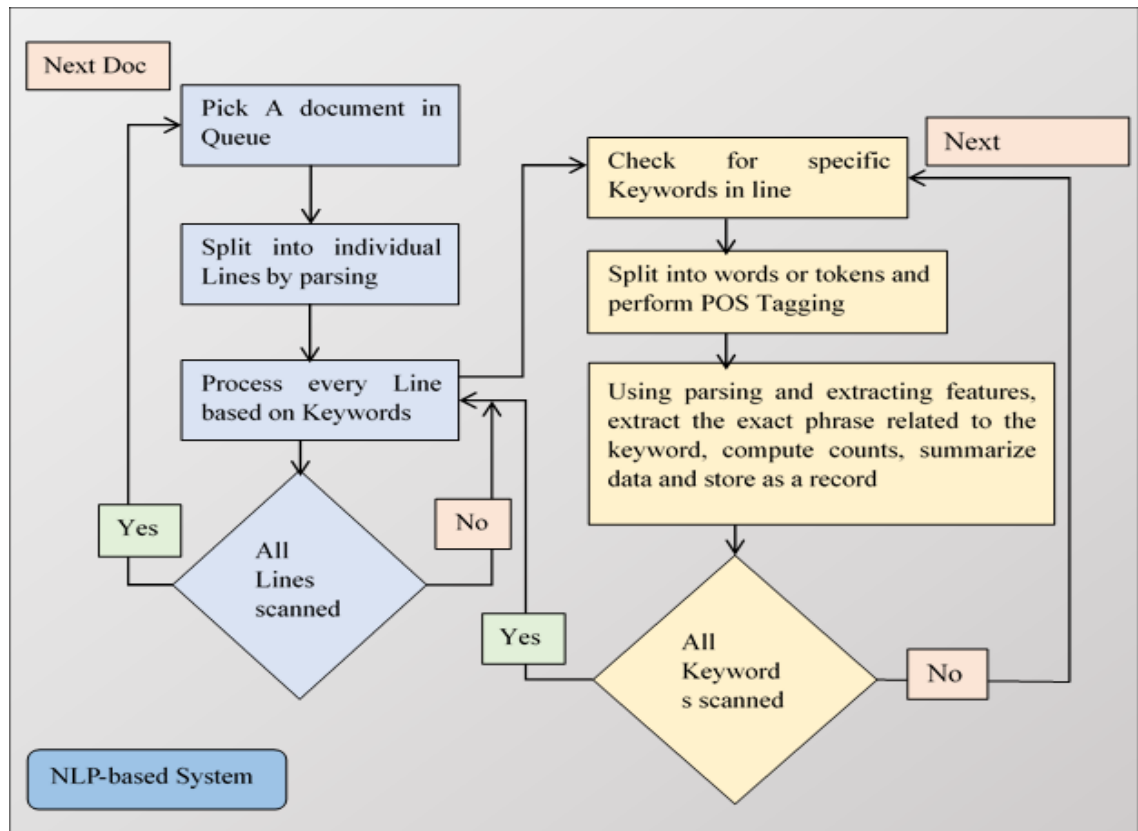 Next Doc
Pick A document in
Queue
Split into individual
Lines by parsing
Process every Line
based on Keywords
Yes
No
All
Lines
scanned
Next
Check for specific
Keywords in line
Split into words or tokens and
perform POS Tagging
Using parsing and extracting features,
extract the exact phrase related to the
keyword, compute counts, summarize
data and store as a record
Yes
No
All
Keyword
s scanned
NLP-based System